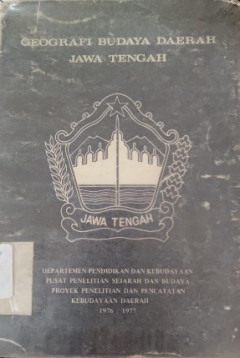 GEOGRAFI BUDAYA DAERAH
JAWA TENGAH
JAWA TENGAH
DEPARTEMEN PENDIDIKAN DAN KEBUDAYAAN
PUSAT PENELITIAN SEJARAH DAN BUDAYA
PROYEK PENELITIAN DAN PENCATATAN
KEBUDAYAAN DAERAH
1976 / 1977